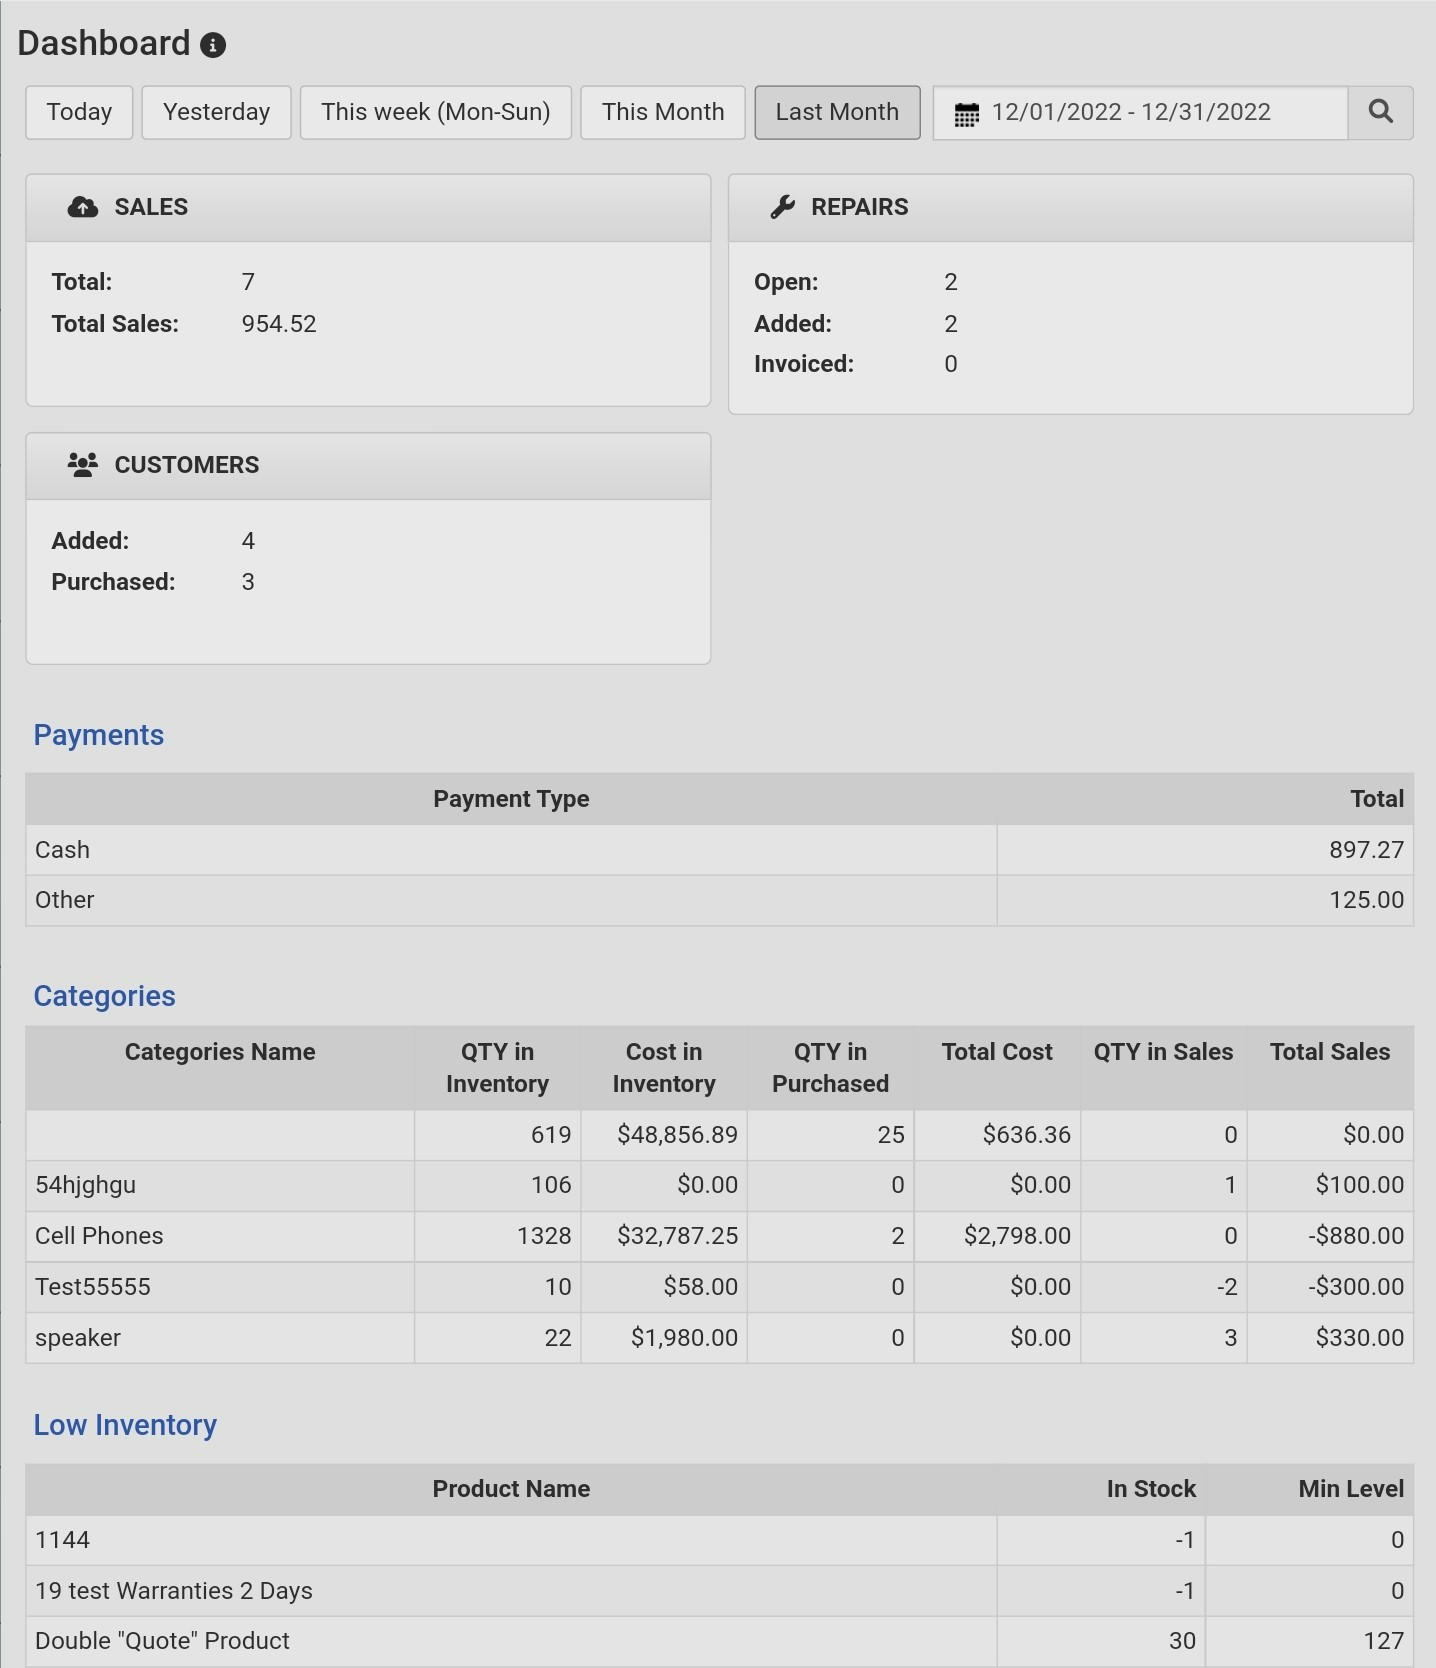 Dashboard
Today Yesterday This week (Mon-Sun) This Month Last Month 12/01/2022 - 12/31/2022
SALES
Total: 7
Total Sales: 954.52
REPAIRS
Open: 2
Added: 2
Invoiced: 0
CUSTOMERS
Added: 4
Purchased: 3
Payments
Payment Type Total
Cash 897.27
Other 125.00
Categories
Categories Name QTY in Inventory Cost in Inventory QTY in Purchased Total Cost QTY in Sales Total Sales
619 $48,856.89 25 $636.36 0 $0.00
54hjghgu 106 $0.00 0 $0.00 1 $100.00
Cell Phones 1328 $32,787.25 2 $2,798.00 0 -$880.00
Test55555 10 $58.00 0 $0.00 -2 -$300.00
speaker 22 $1,980.00 0 $0.00 3 $330.00
Low Inventory
Product Name In Stock Min Level
1144 -1 0
19 test Warranties 2 Days -1 0
Double "Quote" Product 30 127